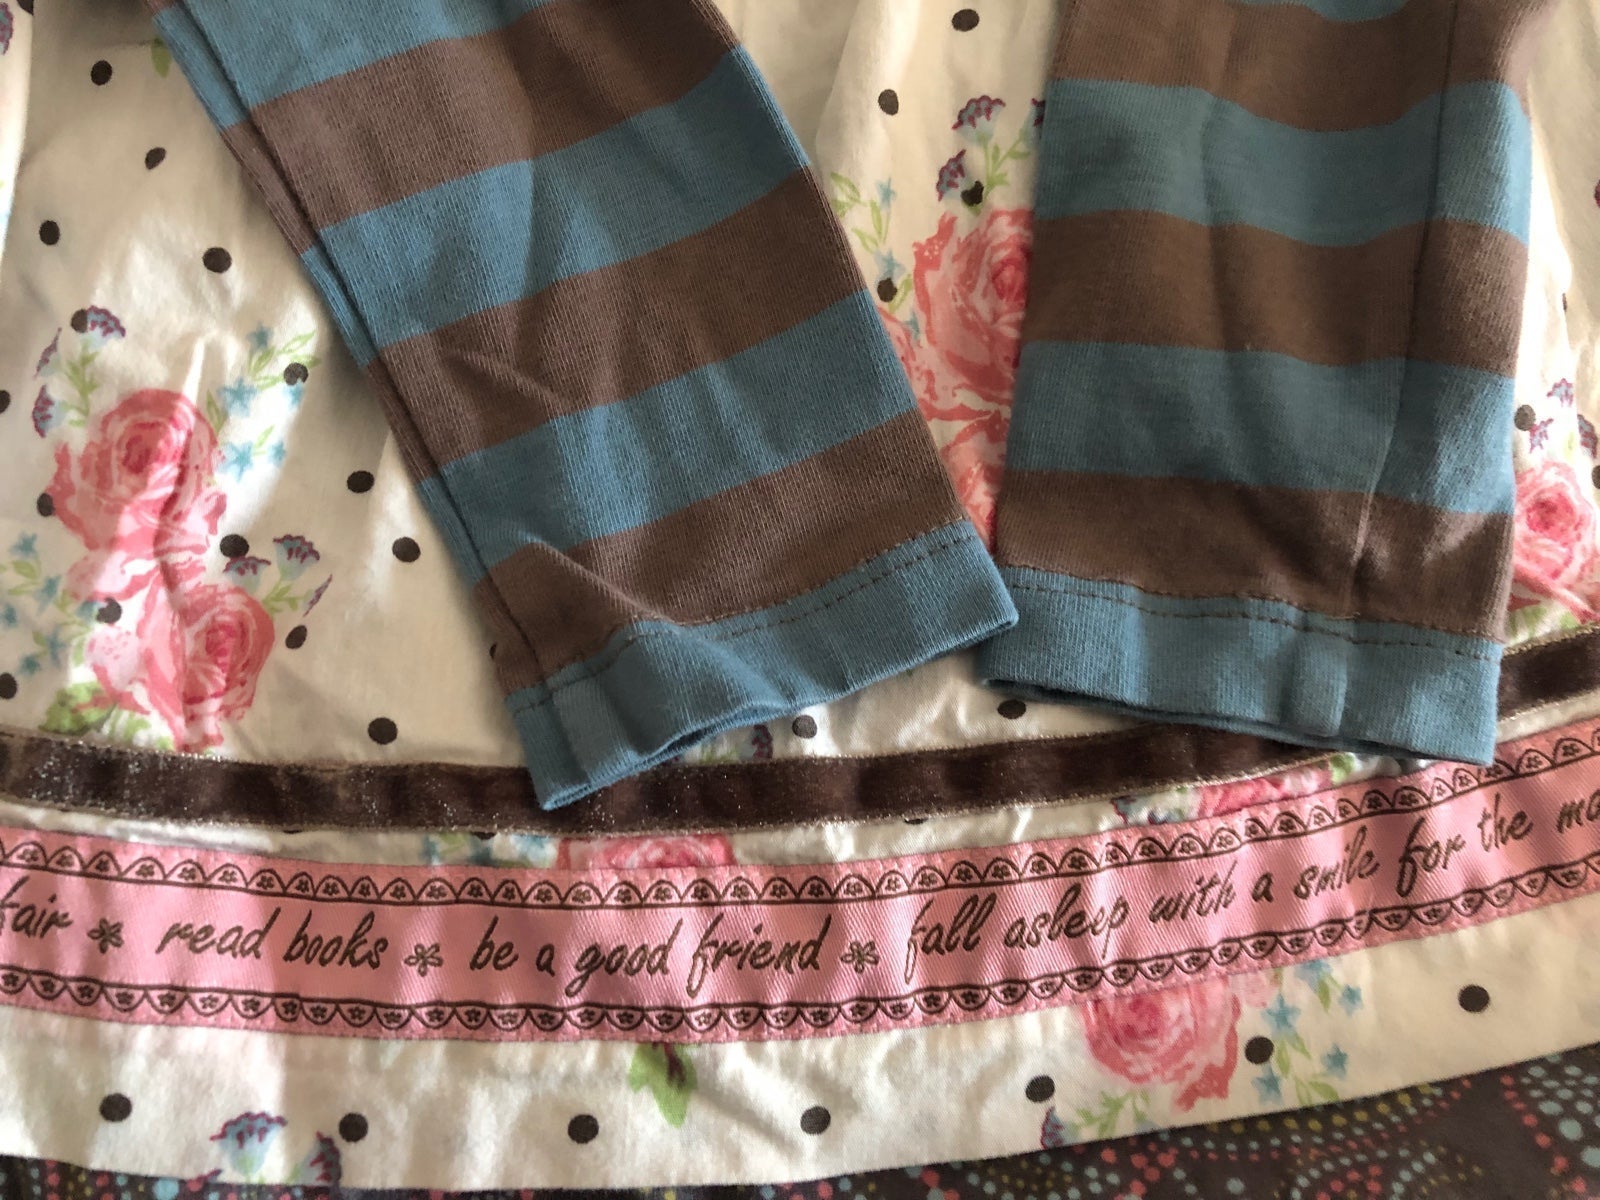 fair read books be a good friend fall asleep with a smile for the